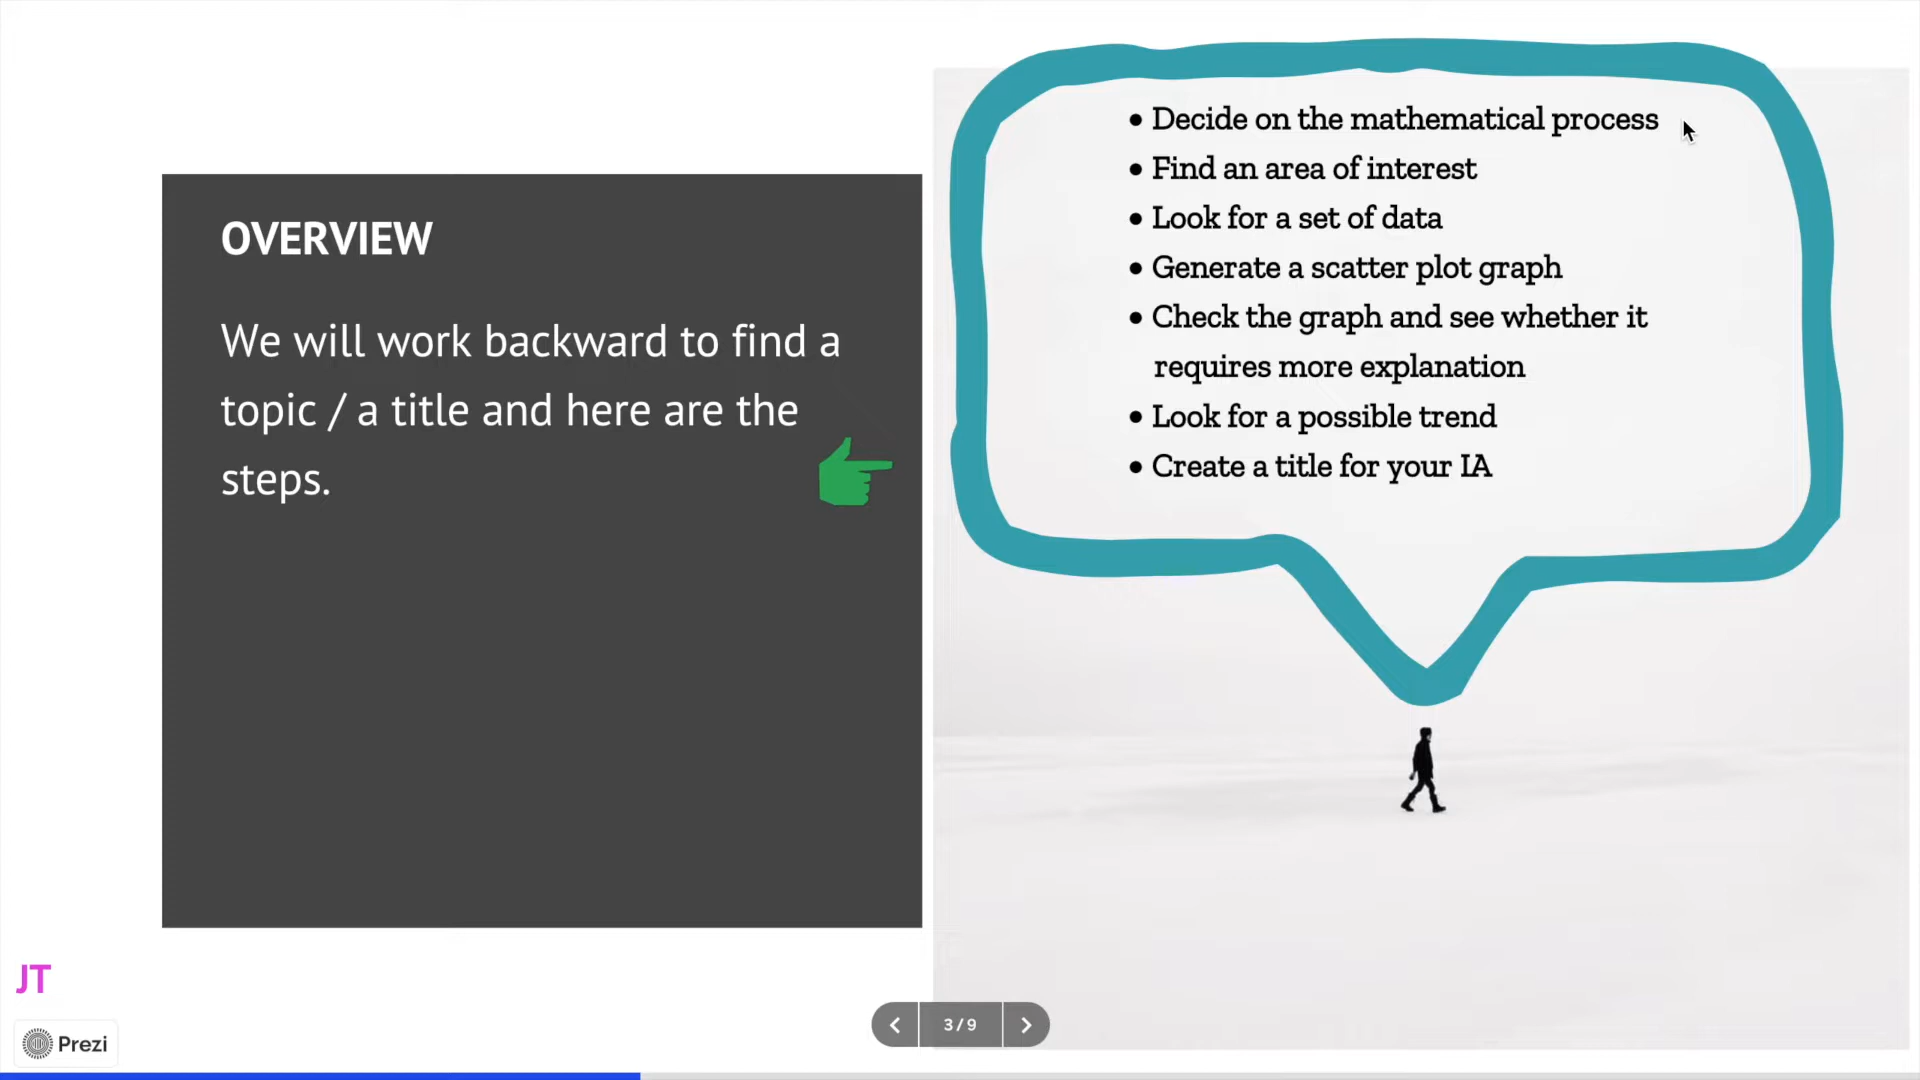 OVERVIEW
We will work backward to find a
topic / a title and here are the
steps.
• Decide on the mathematical process
• Find an area of interest
• Look for a set of data
• Generate a scatter plot graph
• Check the graph and see whether it
requires more explanation
• Look for a possible trend
• Create a title for your IA
JT
Prezi
3/9